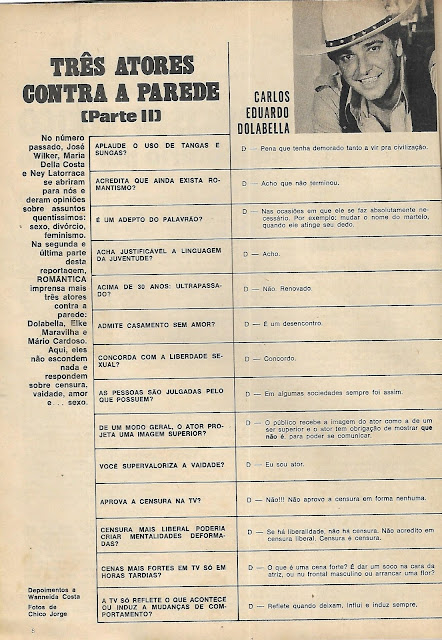 TRÊS ATORES
CONTRA A PAREDE
(Parte II)
CARLOS
EDUARDO
DOLABELLA
No número
passado, José
Wilker, Maria
Della Costa
e Ney Latorraca
se abriram
para nós e
deram opiniões
sobre assuntos
quentíssimos:
sexo, divórcio,
feminismo.
Na segunda e
última parte
desta
reportagem,
ROMÂNTICA
imprensa mais
três atores
contra a
parede:
Dolabella, Elke
Maravilha e
Mário Cardoso.
Aqui, eles
não escondem
nada e
respondem
sobre censura,
vaidade, amor
e... sexo.
Depoimentos a
Wanneida Costa
Fotos de
Chico Jorge
APLAUDE O USO DE TANGAS E
SUNGAS?
D — Pena que tenha demorado tanto a vir pra civilização.
ACREDITA QUE AINDA EXISTA RO-
MANTISMO?
D — Acho que não terminou.
É UM ADEPTO DO PALAVRÃO?
D — Nas ocasiões em que ele se faz absolutamente ne-
cessário. Por exemplo: mudar o nome do martelo,
quando ele atinge seu dedo.
ACHA JUSTIFICÁVEL A LINGUAGEM
DA JUVENTUDE?
D — Acho.
ACIMA DE 30 ANOS: ULTRAPASSA-
DO?
D — Não. Renovado.
ADMITE CASAMENTO SEM AMOR?
D — É um desencontro.
CONCORDA COM A LIBERDADE SE-
XUAL?
D — Concordo.
AS PESSOAS SÃO JULGADAS PELO
QUE POSSUEM?
D — Em algumas sociedades sempre foi assim.
DE UM MODO GERAL, O ATOR PRO-
JETA UMA IMAGEM SUPERIOR?
D — O público recebe a imagem do ator como a de um
ser superior e o ator tem obrigação de mostrar que
não é, para poder se comunicar.
VOCÊ SUPERVALORIZA A VAIDADE?
D — Eu sou ator.
APROVA A CENSURA NA TV?
D — Não!!! Não aprovo a censura em forma nenhuma.
CENSURA MAIS LIBERAL PODERIA
CRIAR MENTALIDADES DEFORMA-
DAS?
D — Se há liberalidade, não há censura. Não acredito em
censura liberal. Censura é censura.
CENAS MAIS FORTES EM TV SÓ EM
HORAS TARDIAS?
D — O que é uma cena forte? É dar um soco na cara da
atriz, ou nu frontal masculino ou arrancar uma flor?
A TV SÓ REFLETE O QUE ACONTECE
OU INDUZ A MUDANÇAS DE COM-
PORTAMENTO?
D — Reflete quando deixam, influi e induz sempre.